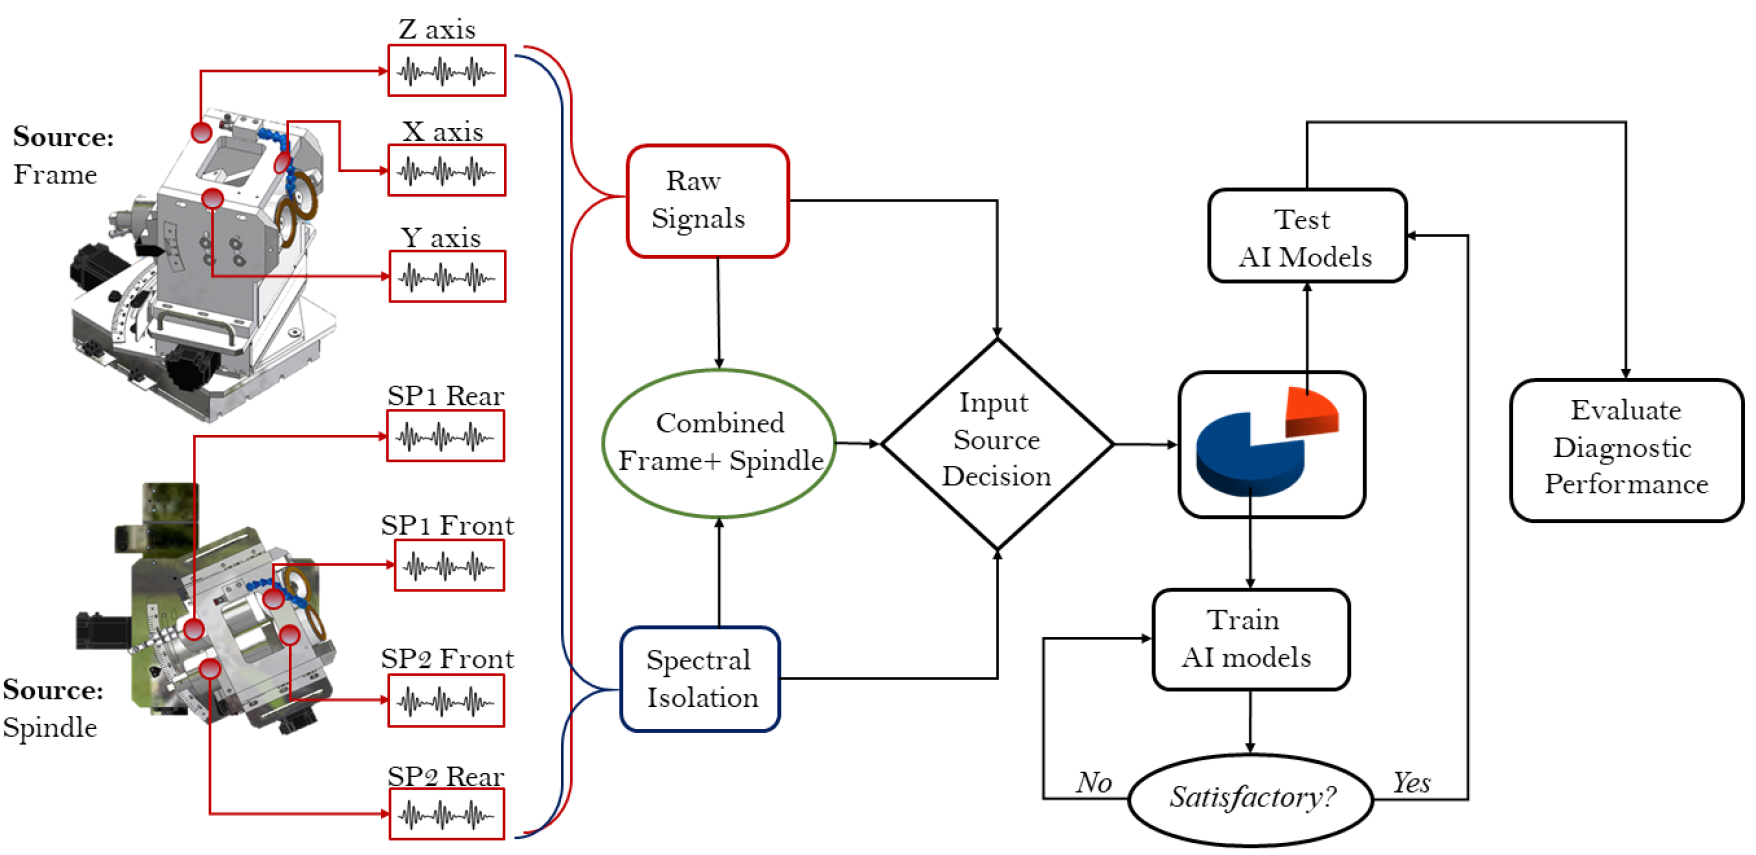 Z axis
Source:
Frame
X axis
Y axis
SP1 Rear
SP1 Front
SP2 Front
Source:
Spindle
SP2 Rear
Raw
Signals
Combined
Frame+ Spindle
Spectral
Isolation
Input
Source
Decision
Test
AI Models
Train
AI models
Satisfactory?
No
Yes
Evaluate
Diagnostic
Performance